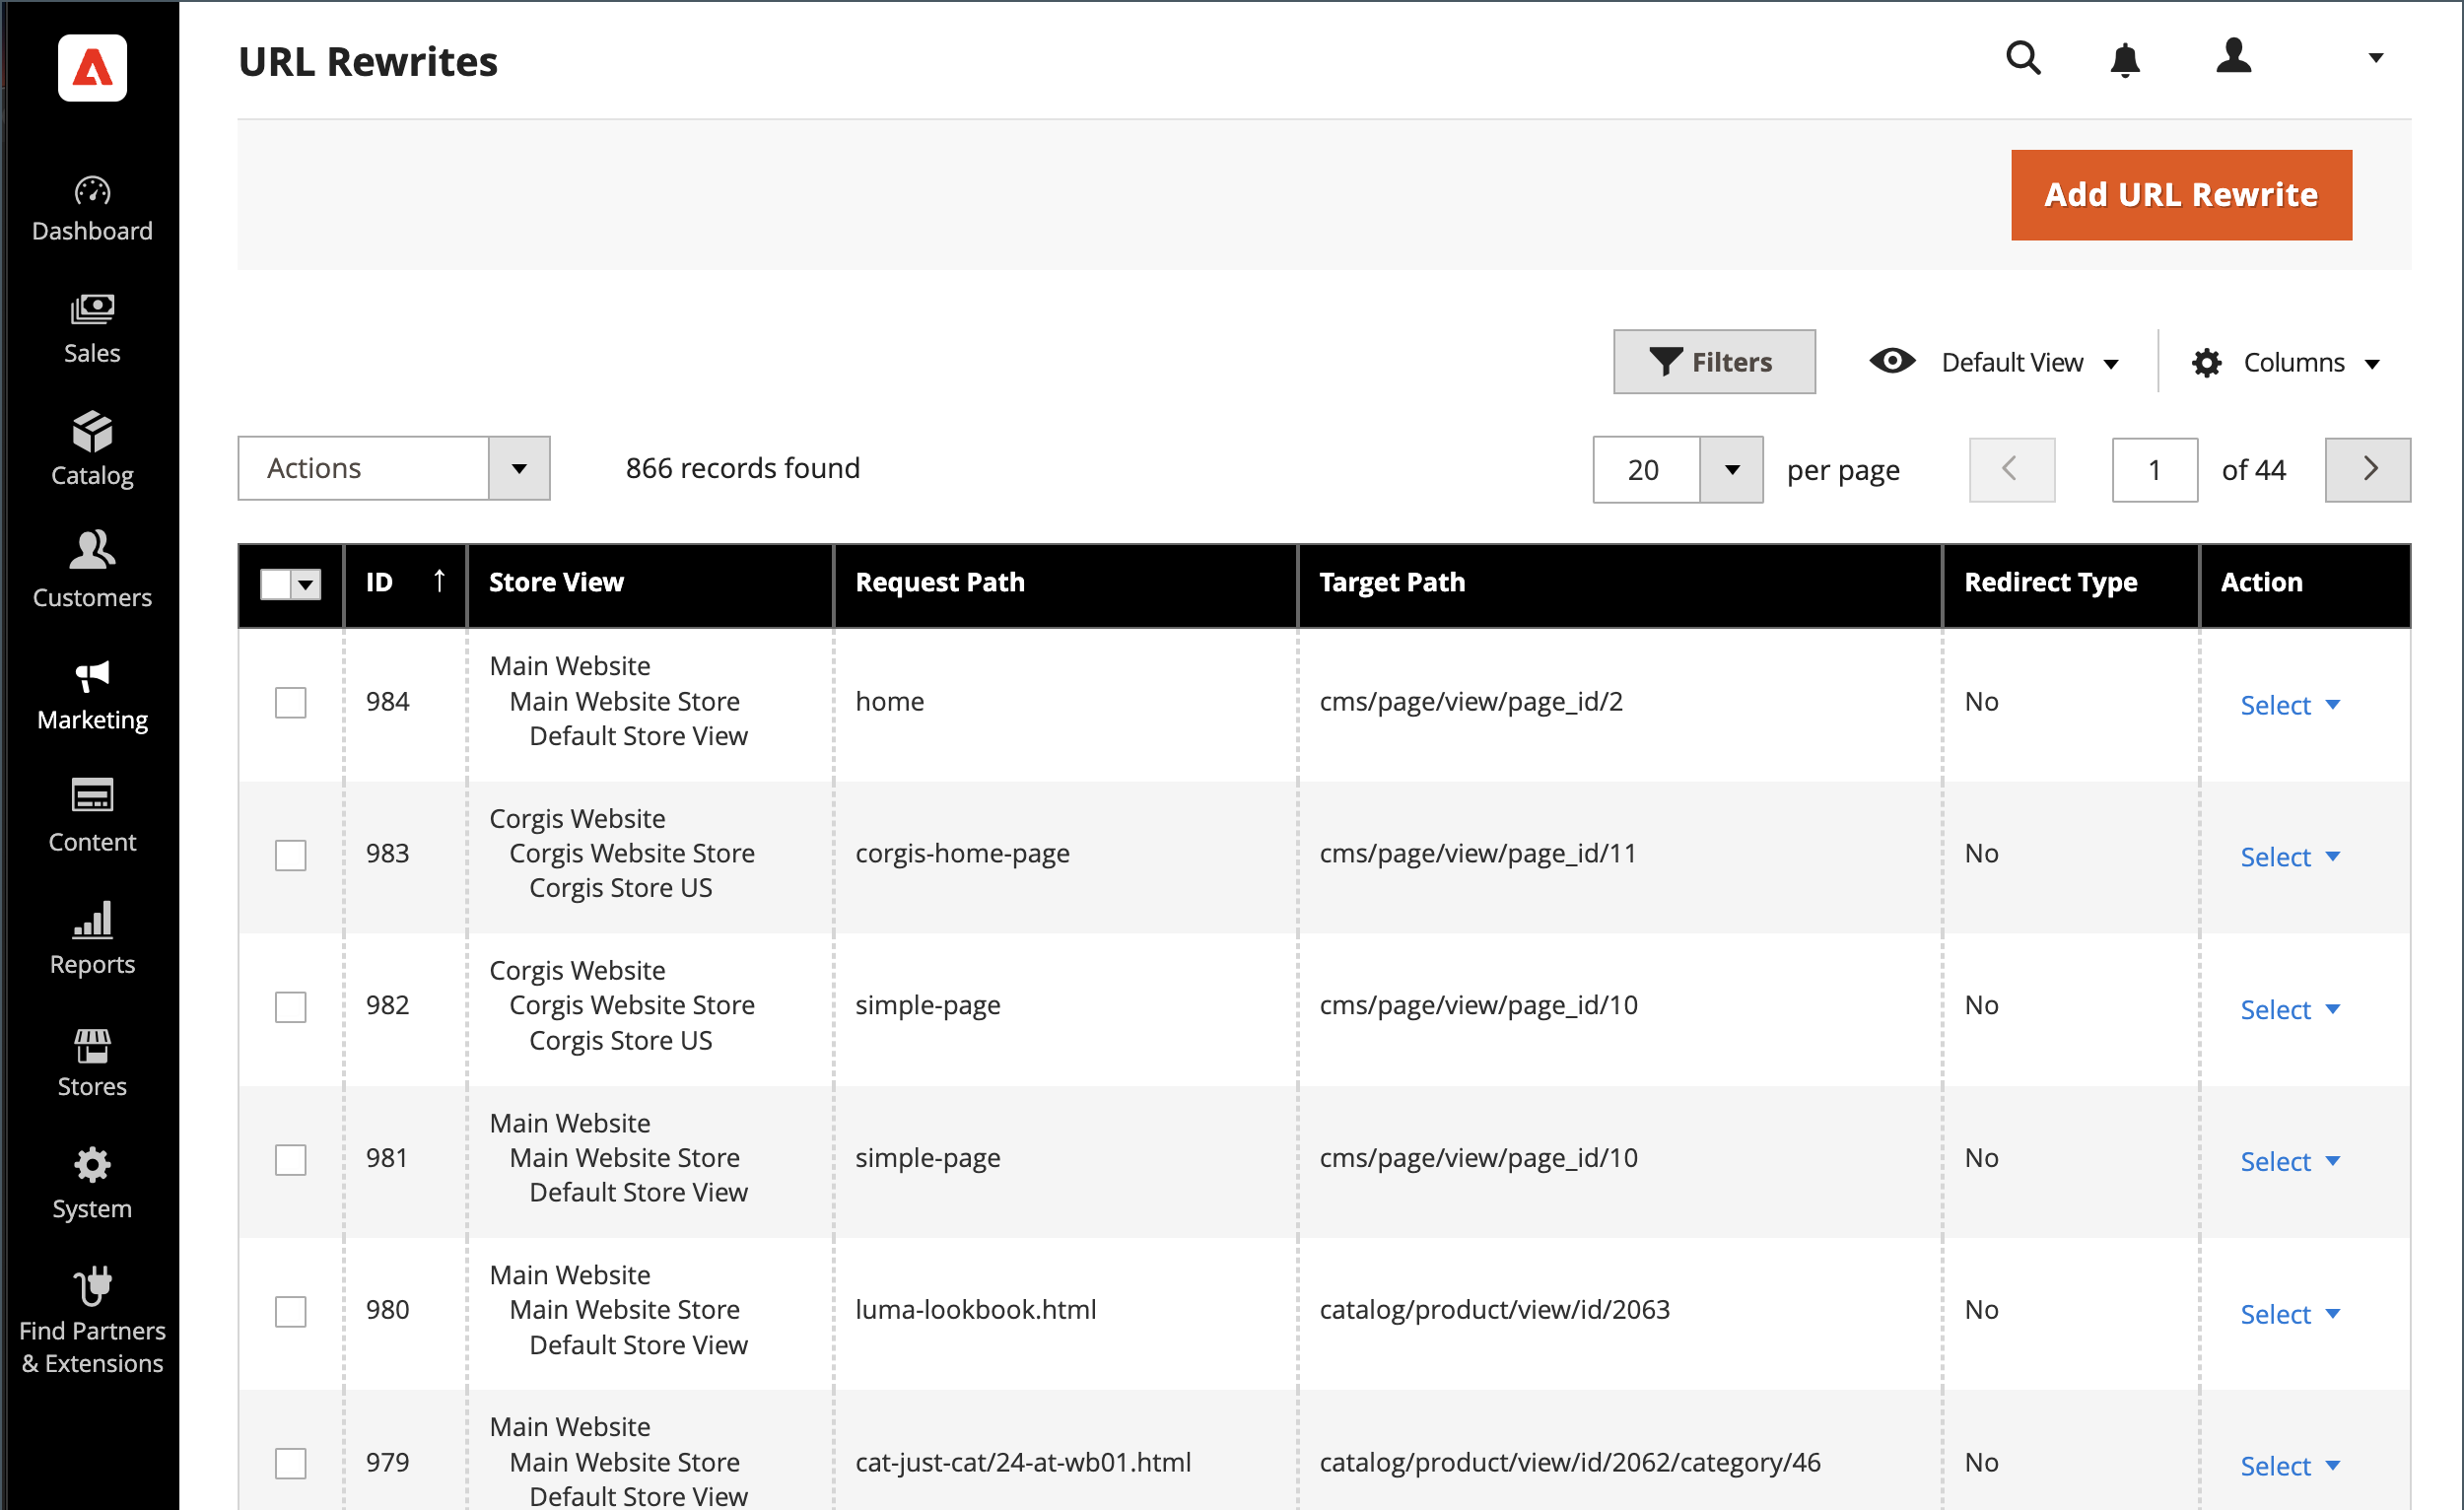 URL Rewrites
Dashboard
Sales
Catalog
Customers
Marketing
Content
Reports
Stores
System
Find Partners
& Extensions
Add URL Rewrite
Filters Default View Columns
Actions 866 records found 20 per page 1 of 44
ID ↑ Store View Request Path Target Path Redirect Type Action
Main Website
984 Main Website Store home cms/page/view/page_id/2 No Select
Default Store View
Corgis Website
983 Corgis Website Store corgis-home-page cms/page/view/page_id/11 No Select
Corgis Store US
Corgis Website
982 Corgis Website Store simple-page cms/page/view/page_id/10 No Select
Corgis Store US
Main Website
981 Main Website Store simple-page cms/page/view/page_id/10 No Select
Default Store View
Main Website
980 Main Website Store luma-lookbook.html catalog/product/view/id/2063 No Select
Default Store View
Main Website
979 Main Website Store cat-just-cat/24-at-wb01.html catalog/product/view/id/2062/category/46 No Select
Default Store View